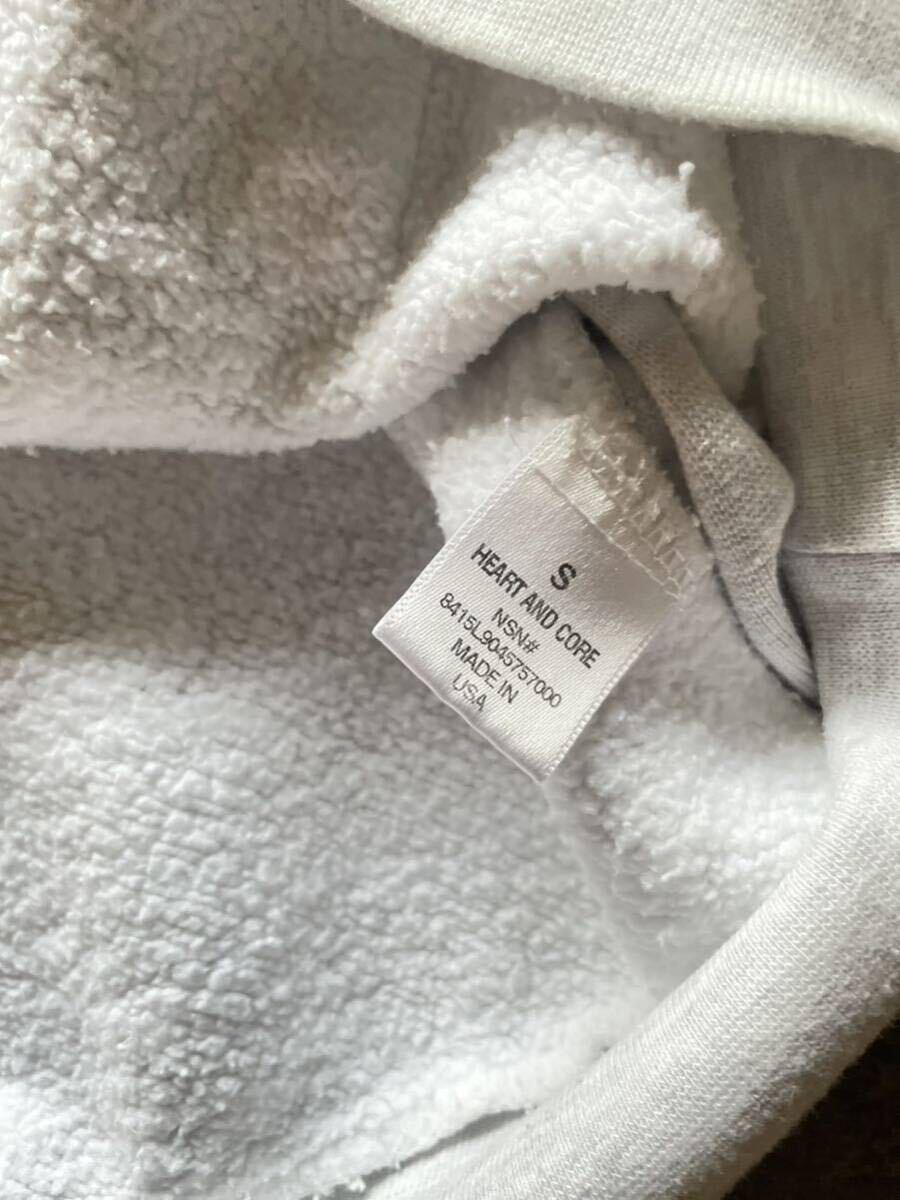 S
HEART AND CORE
NSN#
8415L9045757000
MADE IN
USA